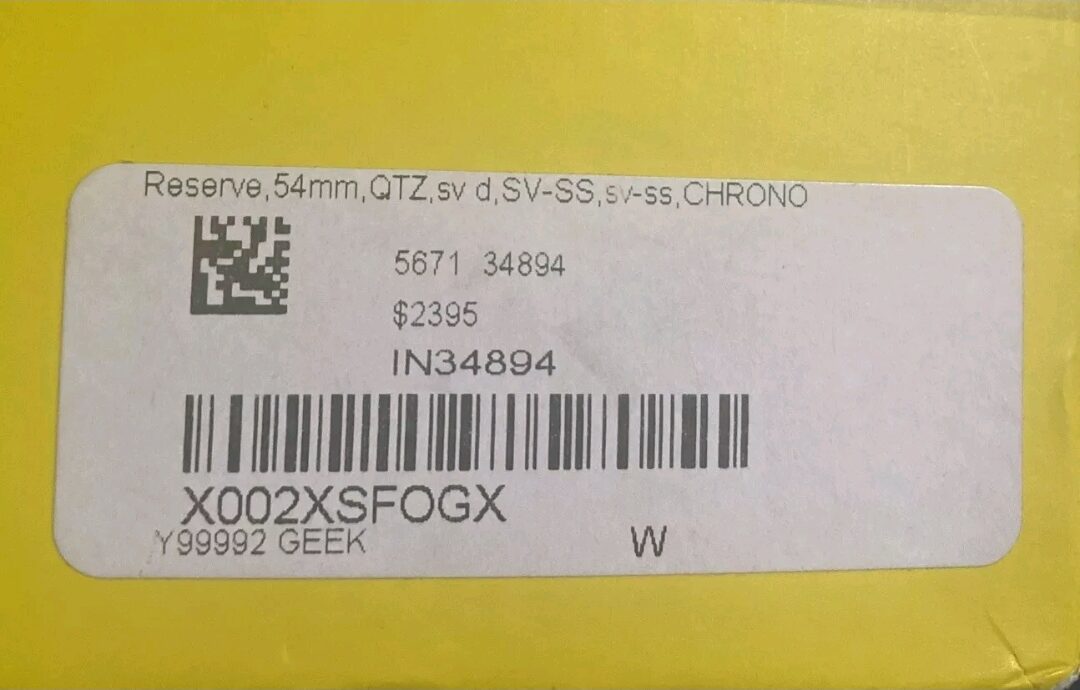 Reserve,54mm,QTZ,sv d,SV-SS,sv-ss,CHRONO
5671 34894
$2395
IN34894
X002XSFOGX
Y99992 GEEK W